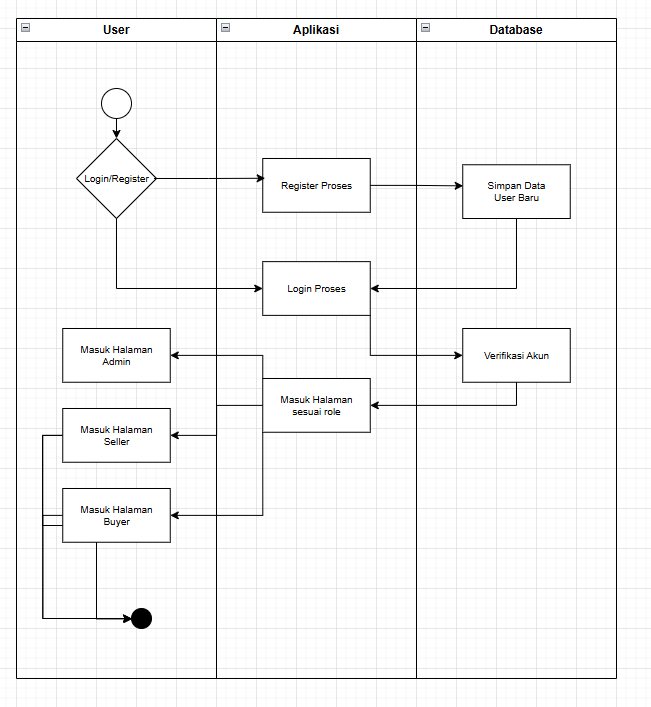 User
Aplikasi
Database
Login/Register
Register Proses
Simpan Data
User Baru
Login Proses
Masuk Halaman
Admin
Verifikasi Akun
Masuk Halaman
sesuai role
Masuk Halaman
Seller
Masuk Halaman
Buyer